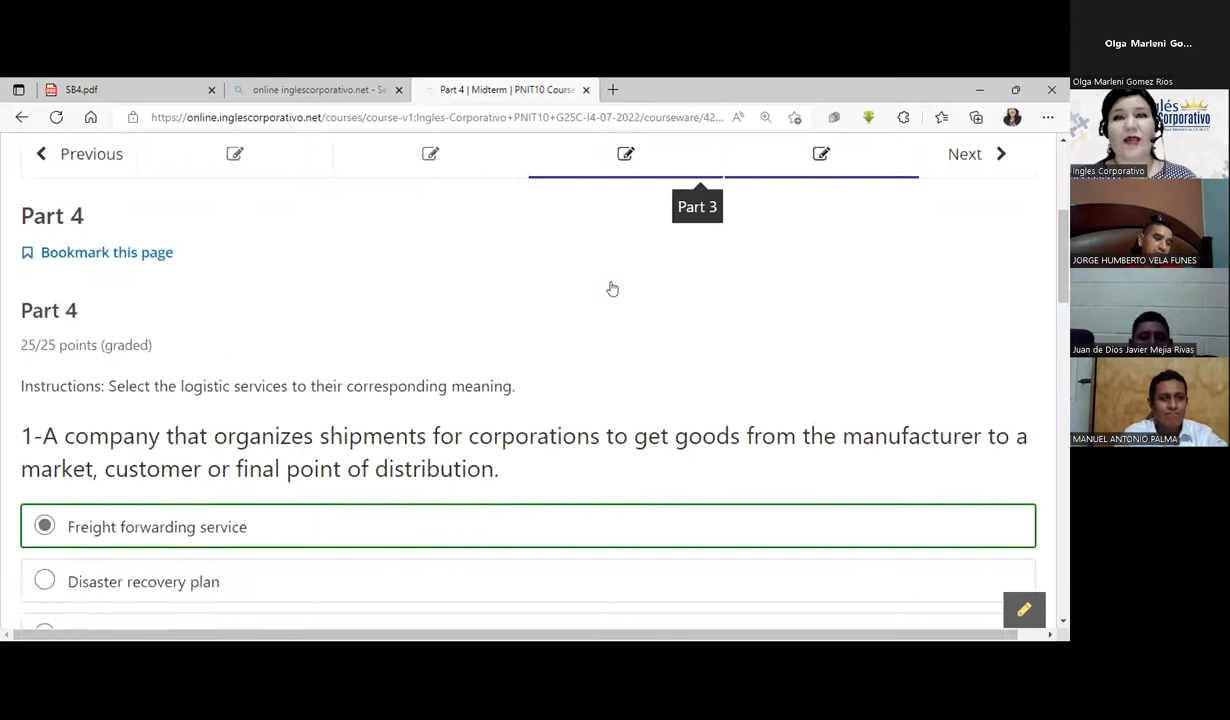 Olga Marleni Go...
SB4.pdf
online inglescorporativo.net - Se
Part 4 | Midterm | PNIT10 Course
Olga Marleni Gomez Rios
https://online.inglescorporativo.net/courses/course-v1:Ingles-Corporativo+PNIT10+G25C-I4-07-2022/courseware/42...
glés
Corporativo
Ingles Corporativo
Previous
Next
Part 3
Part 4
Bookmark this page
JORGE HUMBERTO VELA FUNES
Part 4
25/25 points (graded)
Juan de Dios Javier Mejia Rivas
Instructions: Select the logistic services to their corresponding meaning.
1-A company that organizes shipments for corporations to get goods from the manufacturer to a
market, customer or final point of distribution.
MANUEL ANTONIO PALMA
Freight forwarding service
Disaster recovery plan